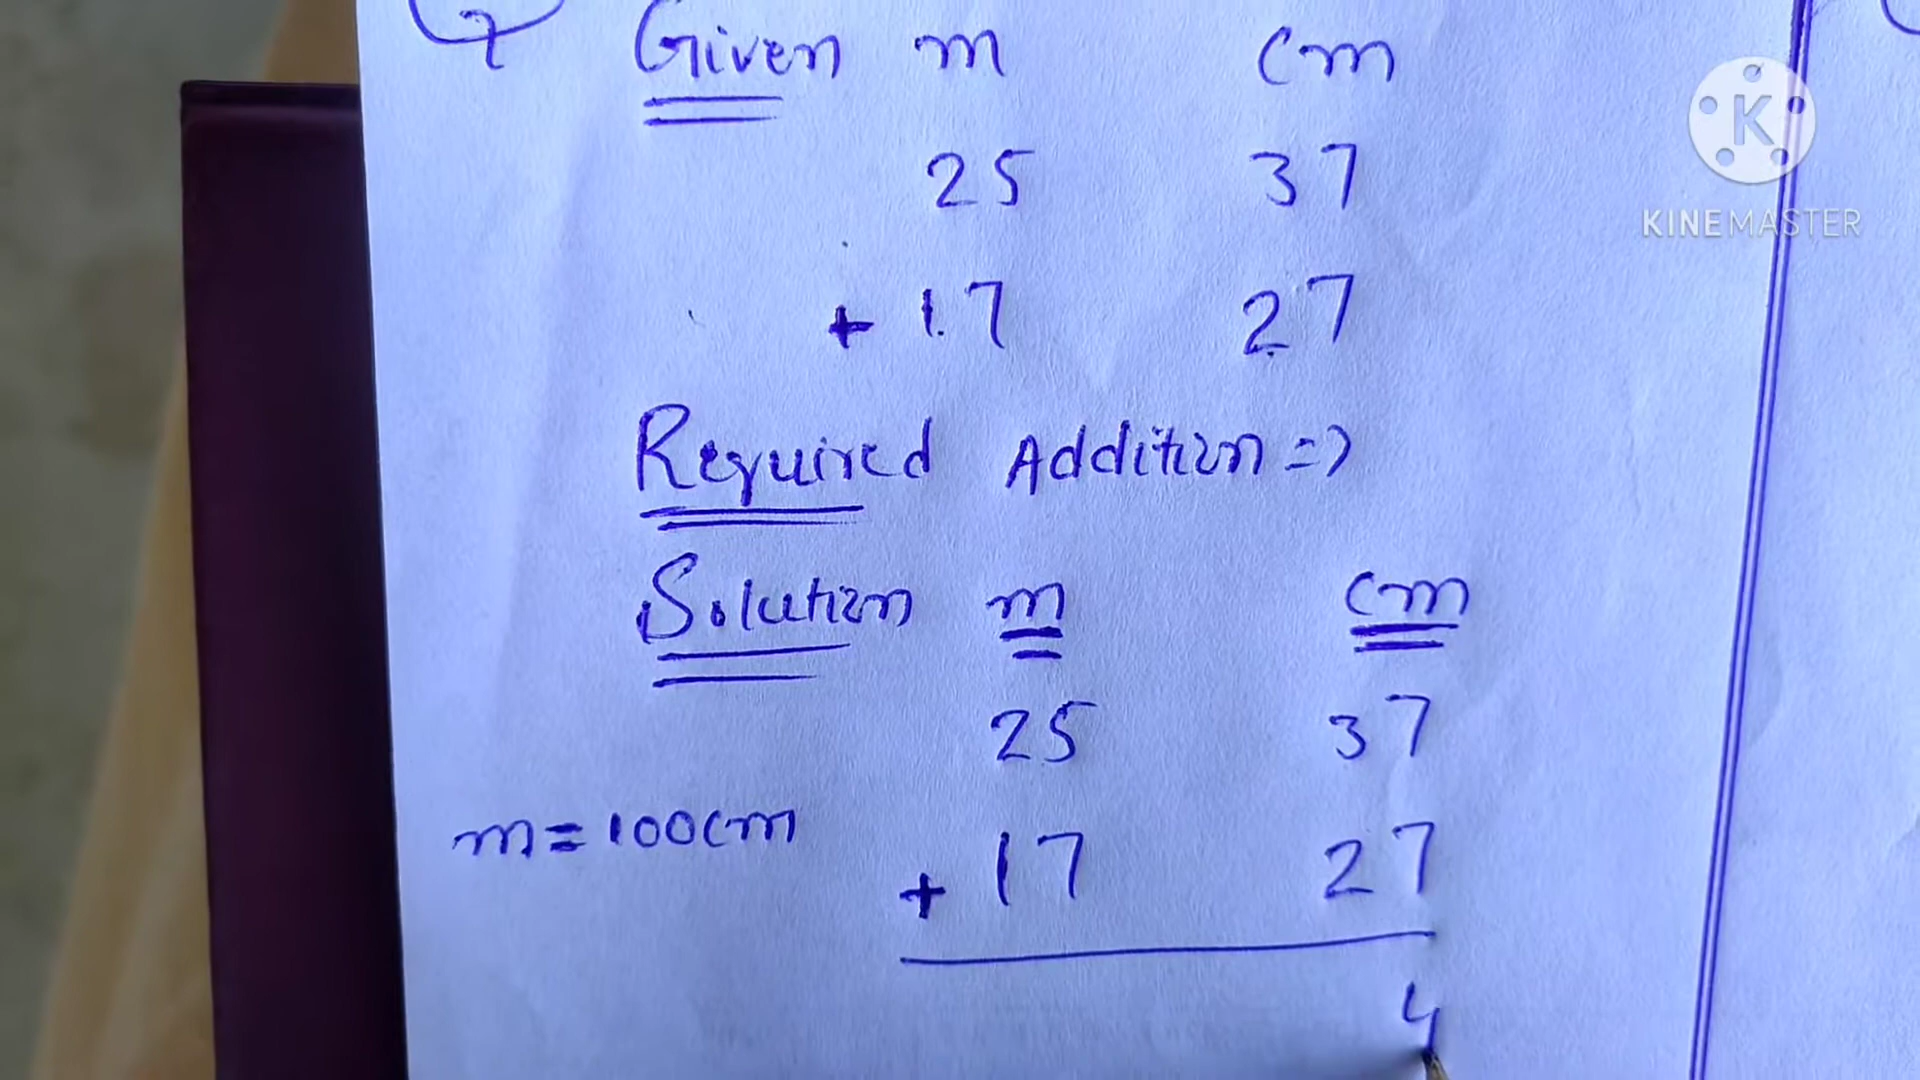 Given m cm
25 37
+ 17 27
Required Addition =>
Solution m cm
25 37
m = 100cm
+ 17 27
4
K
KINEMASTER